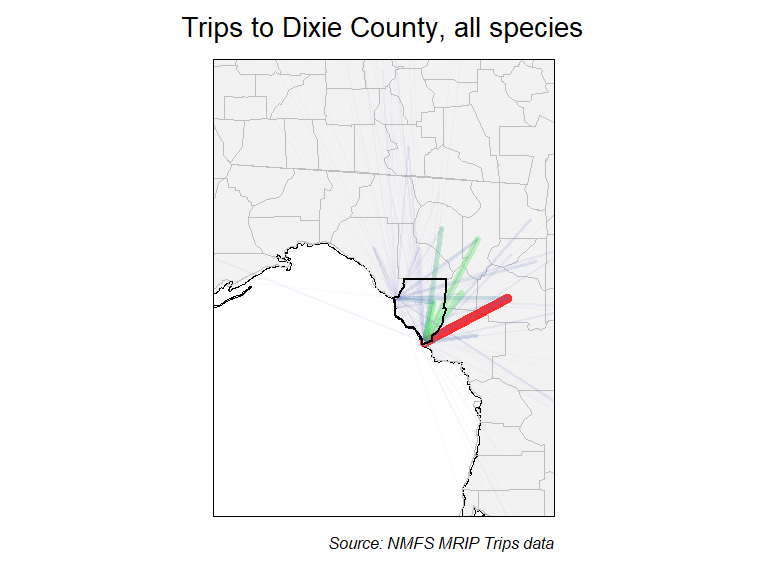 Trips to Dixie County, all species
Source: NMFS MRIP Trips data